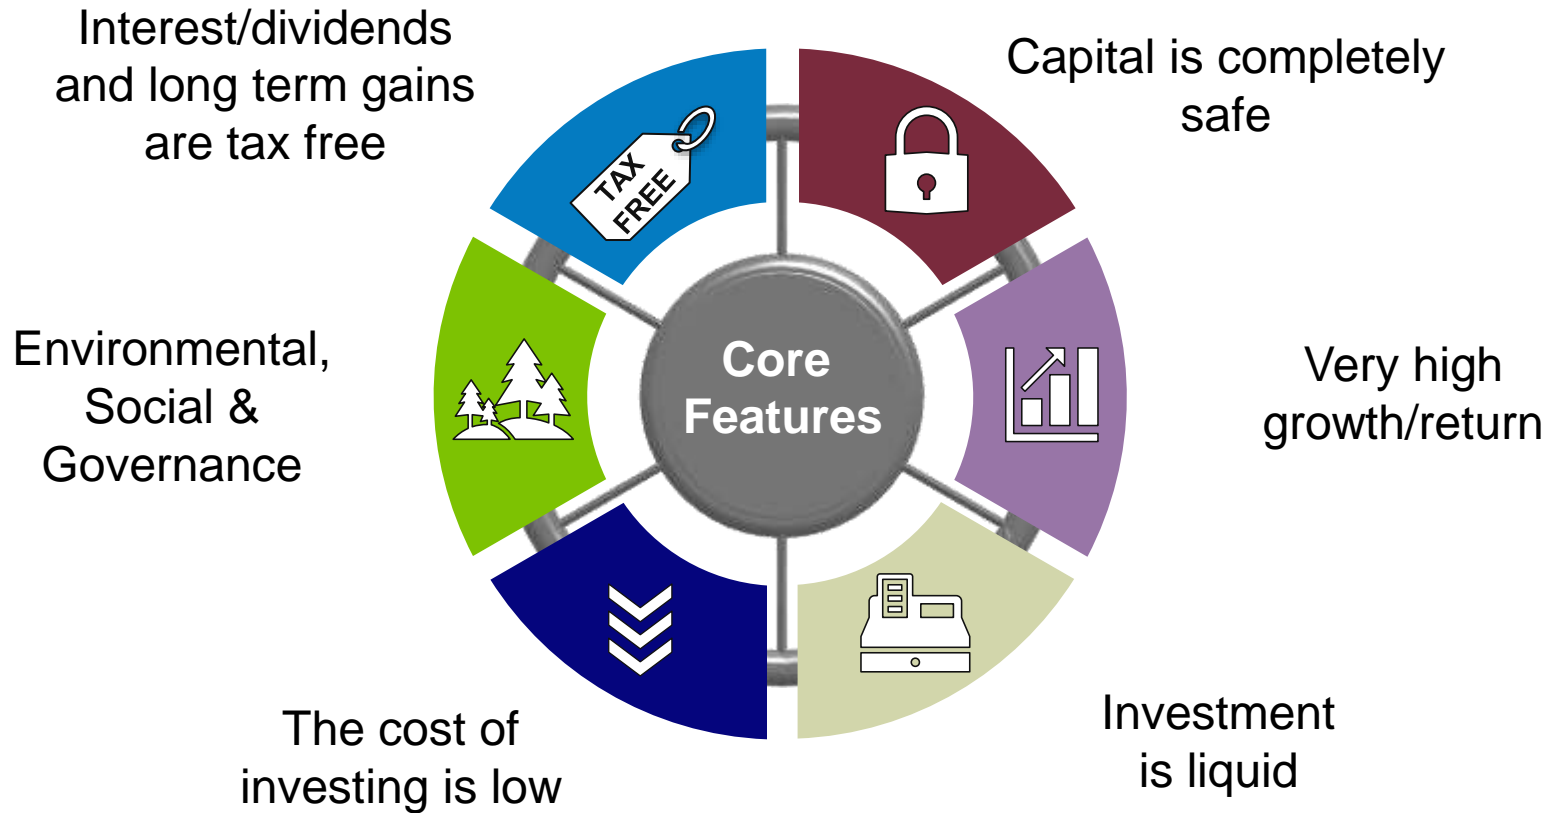 Interest/dividends
and long term gains
are tax free
Capital is completely
safe
TAX
FREE
Environmental,
Social &
Governance
Core
Features
Very high
growth/return
The cost of
investing is low
Investment
is liquid